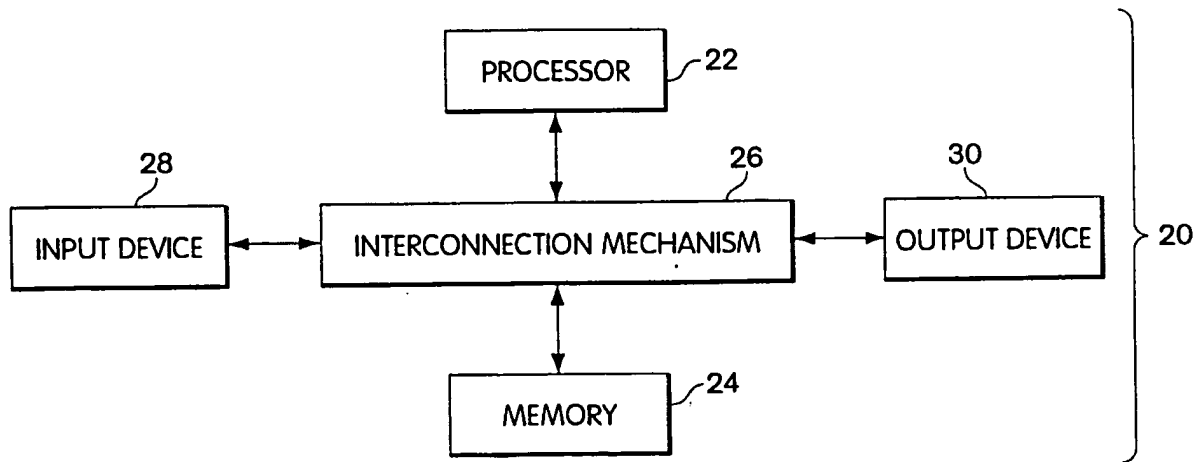 PROCESSOR
22
28
26
30
INPUT DEVICE
INTERCONNECTION MECHANISM
OUTPUT DEVICE
20
MEMORY
24